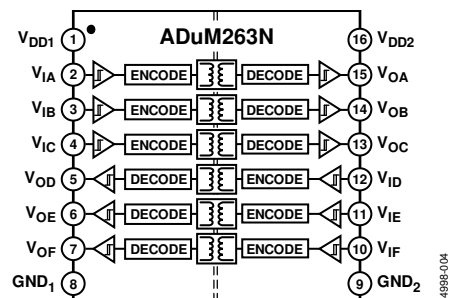 ADuM263N
V_DD1 1 16 V_DD2
V_IA 2 ENCODE DECODE 15 V_OA
V_IB 3 ENCODE DECODE 14 V_OB
V_IC 4 ENCODE DECODE 13 V_OC
V_OD 5 DECODE ENCODE 12 V_ID
V_OE 6 DECODE ENCODE 11 V_IE
V_OF 7 DECODE ENCODE 10 V_IF
GND_1 8 9 GND_2
4998-004